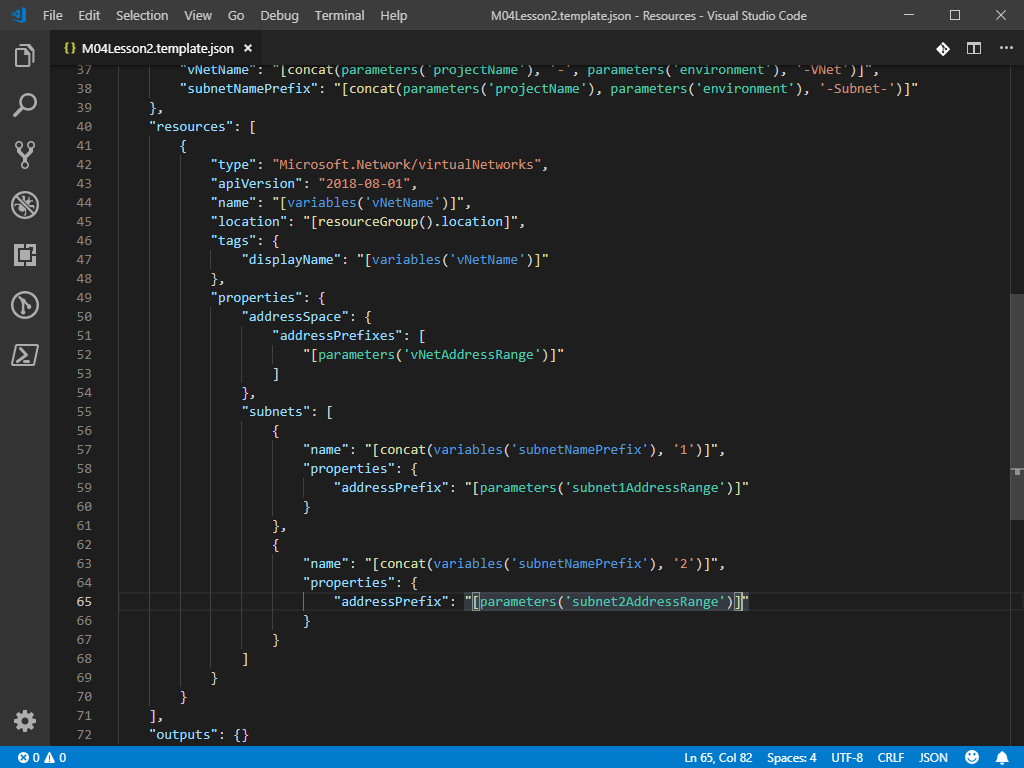 File Edit Selection View Go Debug Terminal Help M04Lesson2.template.json - Resources - Visual Studio Code
{} M04Lesson2.template.json ×
37 "vNetName": "[concat(parameters('projectName'), '-', parameters('environment'), '-VNet')]",
38 "subnetNamePrefix": "[concat(parameters('projectName'), parameters('environment'), '-Subnet-')]"
39 },
40 "resources": [
41 {
42 "type": "Microsoft.Network/virtualNetworks",
43 "apiVersion": "2018-08-01",
44 "name": "[variables('vNetName')]",
45 "location": "[resourceGroup().location]",
46 "tags": {
47 "displayName": "[variables('vNetName')]"
48 },
49 "properties": {
50 "addressSpace": {
51 "addressPrefixes": [
52 "[parameters('vNetAddressRange')]"
53 ]
54 },
55 "subnets": [
56 {
57 "name": "[concat(variables('subnetNamePrefix'), '1')]",
58 "properties": {
59 "addressPrefix": "[parameters('subnet1AddressRange')]"
60 }
61 },
62 {
63 "name": "[concat(variables('subnetNamePrefix'), '2')]",
64 "properties": {
65 "addressPrefix": "[parameters('subnet2AddressRange')]"
66 }
67 }
68 ]
69 }
70 }
71 ],
72 "outputs": {}
0 0 Ln 65, Col 82 Spaces: 4 UTF-8 CRLF JSON